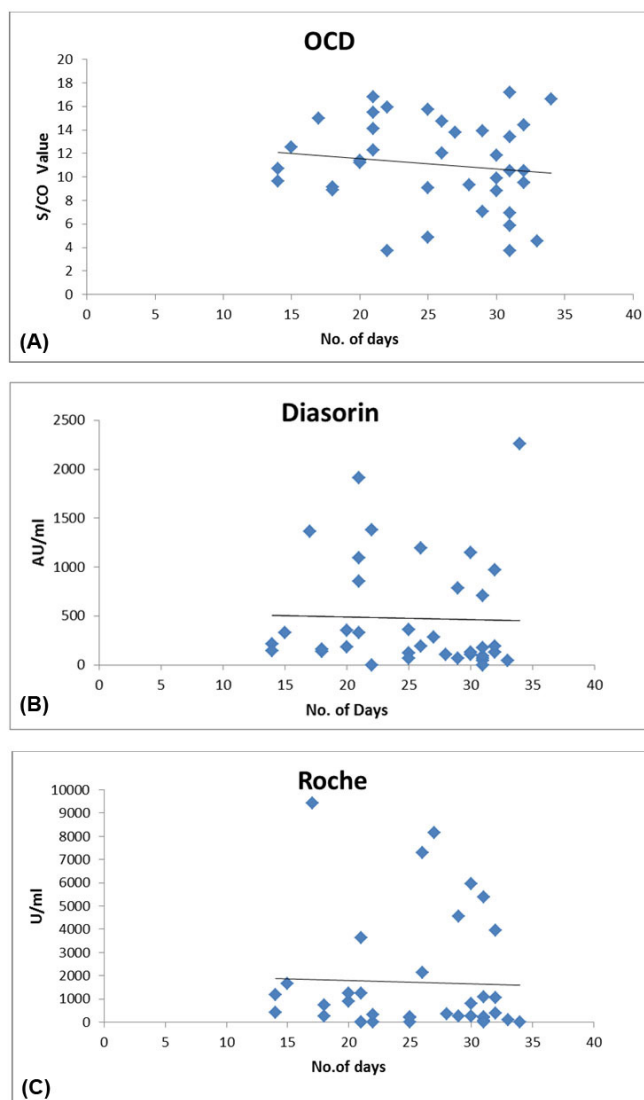 OCD
20
18
16
14
12
10
8
6
4
2
0
S/CO Value
0 5 10 15 20 25 30 35 40
No. of days
(A)
Diasorin
2500
2000
1500
1000
500
0
AU/ml
0 5 10 15 20 25 30 40
No. of Days
(B)
Roche
10000
9000
8000
7000
6000
5000
4000
3000
2000
1000
0
U/ml
0 5 10 15 20 25 30 35 40
No.of days
(C)